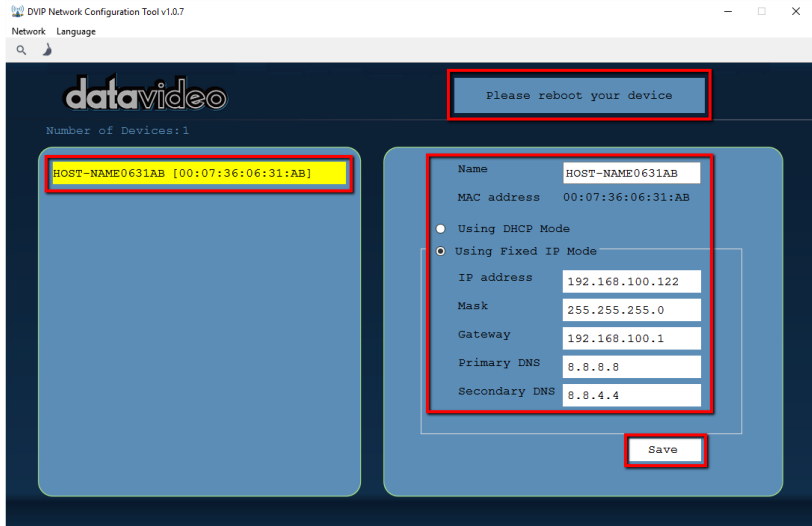 DVIP Network Configuration Tool v1.0.7
Network Language
datavideo
Please reboot your device
Number of Devices:1
HOST-NAME0631AB [00:07:36:06:31:AB]
Name HOST-NAME0631AB
MAC address 00:07:36:06:31:AB
Using DHCP Mode
Using Fixed IP Mode
IP address 192.168.100.122
Mask 255.255.255.0
Gateway 192.168.100.1
Primary DNS 8.8.8.8
Secondary DNS 8.8.4.4
Save